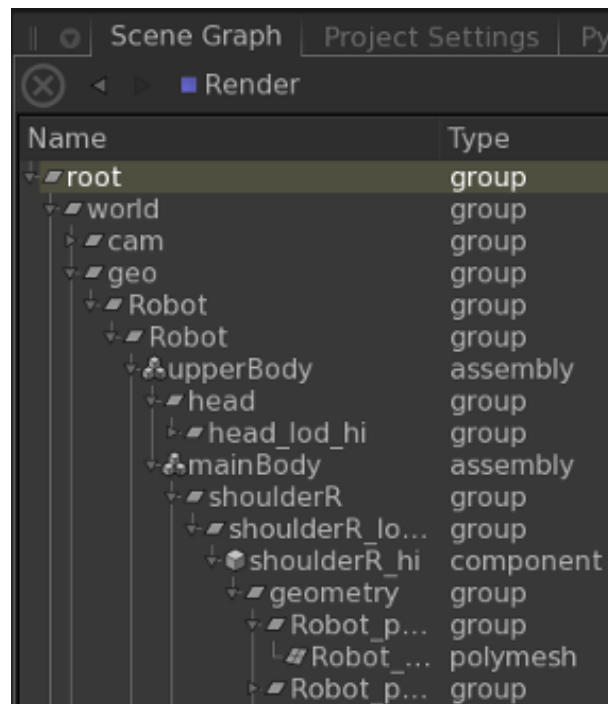 Scene Graph Project Settings Py
Render
Name Type
root group
world group
cam group
geo group
Robot group
Robot group
upperBody assembly
head group
head_lod_hi group
mainBody assembly
shoulderR group
shoulderR_lo... group
shoulderR_hi component
geometry group
Robot_p... group
Robot_... polymesh
Robot_p... group